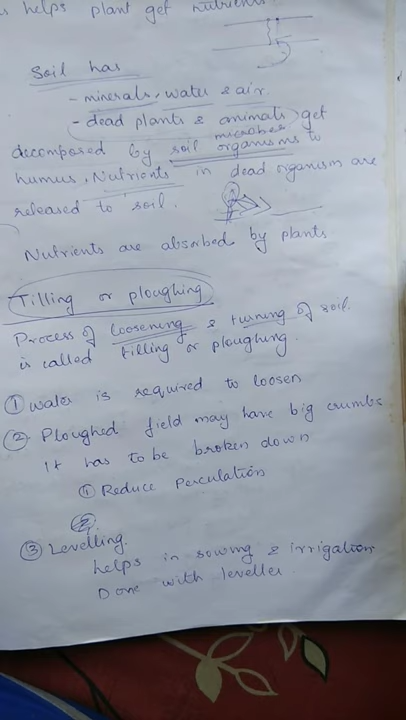 helps plant get nutrients.
Soil has
- minerals, water & air.
- dead plants & animals get
microbes
decomposed by soil organisms to
humus, Nutrients in dead organism are
released to soil.
Nutrients are absorbed by plants
Tilling or ploughing
Process of loosening & turning of soil
is called tilling or ploughing.
① Water is required to loosen
② Ploughed field may have big crumbs
It has to be broken down
① Reduce Perculation
②
③ Levelling.
helps in sowing & irrigation
Done with leveller.